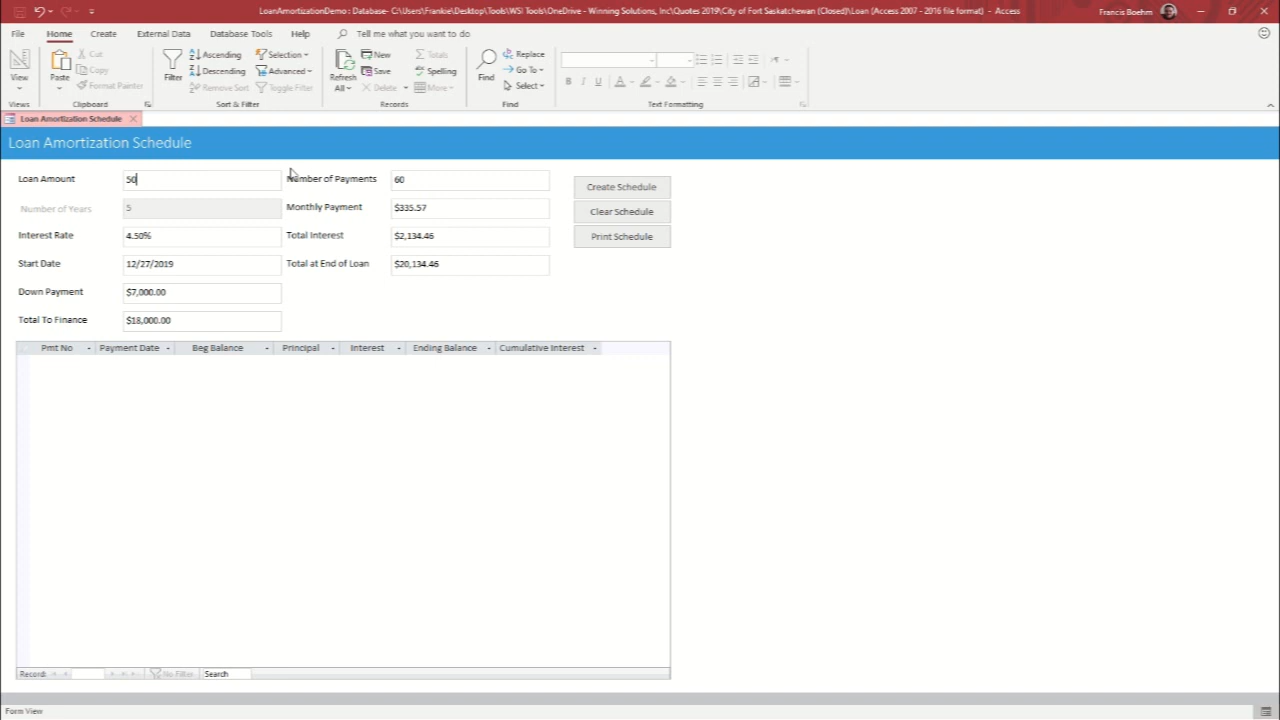 LoanAmortizationDemo : Database- C:\Users\Frankie\Desktop\Tools\WSI Tools\OneDrive - Winning Solutions, Inc\Quotes 2019\City of Fort Saskatchewan (Closed)\Loan (Access 2007 - 2016 file format) - Access
Francis Boehm
File Home Create External Data Database Tools Help Tell me what you want to do
View
Paste
Cut
Copy
Format Painter
Filter
Ascending
Descending
Remove Sort
Selection
Advanced
Toggle Filter
Refresh All
New
Save
Delete
Totals
Spelling
More
Find
Replace
Go To
Select
B I U
Views Clipboard Sort & Filter Records Find Text Formatting
Loan Amortization Schedule
Loan Amortization Schedule
Loan Amount 50 Number of Payments 60 Create Schedule
Number of Years 5 Monthly Payment $335.57 Clear Schedule
Interest Rate 4.50% Total Interest $2,134.46 Print Schedule
Start Date 12/27/2019 Total at End of Loan $20,134.46
Down Payment $7,000.00
Total To Finance $18,000.00
Pmt No Payment Date Beg Balance Principal Interest Ending Balance Cumulative Interest
Record: No Filter Search
Form View